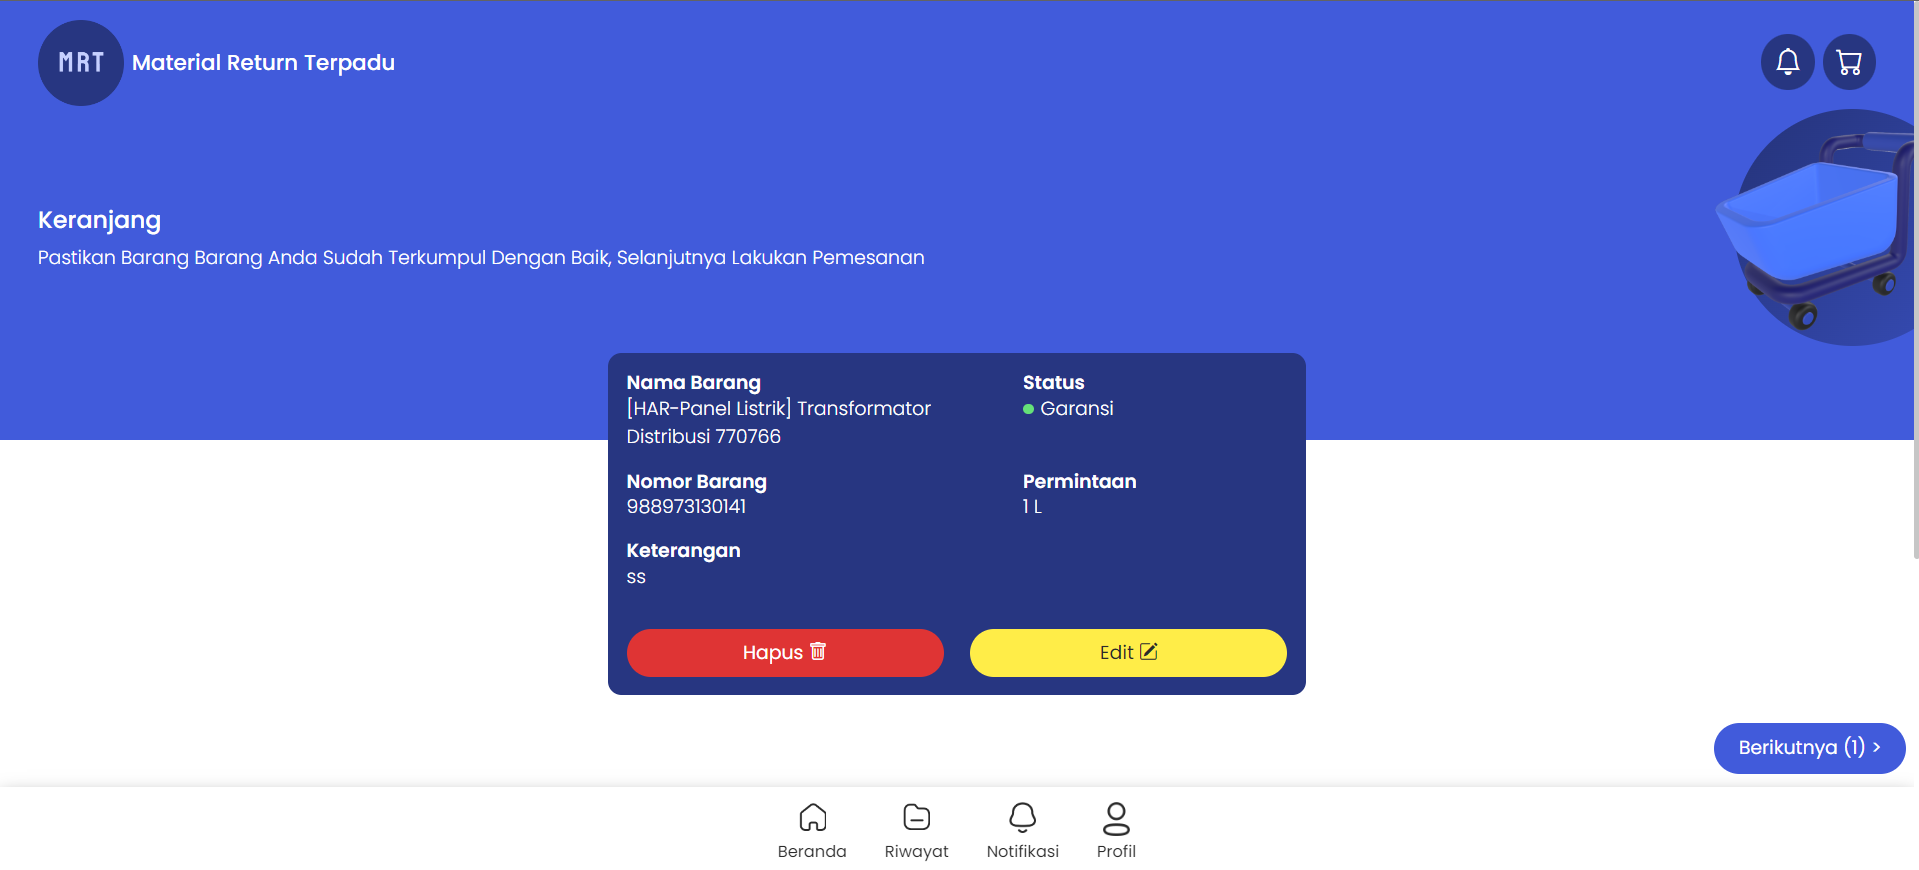 MRT Material Return Terpadu
Keranjang
Pastikan Barang Barang Anda Sudah Terkumpul Dengan Baik, Selanjutnya Lakukan Pemesanan
Nama Barang
[HAR-Panel Listrik] Transformator
Distribusi 770766
Status
Garansi
Nomor Barang
988973130141
Permintaan
1 L
Keterangan
ss
Hapus
Edit
Berikutnya (1) >
Beranda
Riwayat
Notifikasi
Profil